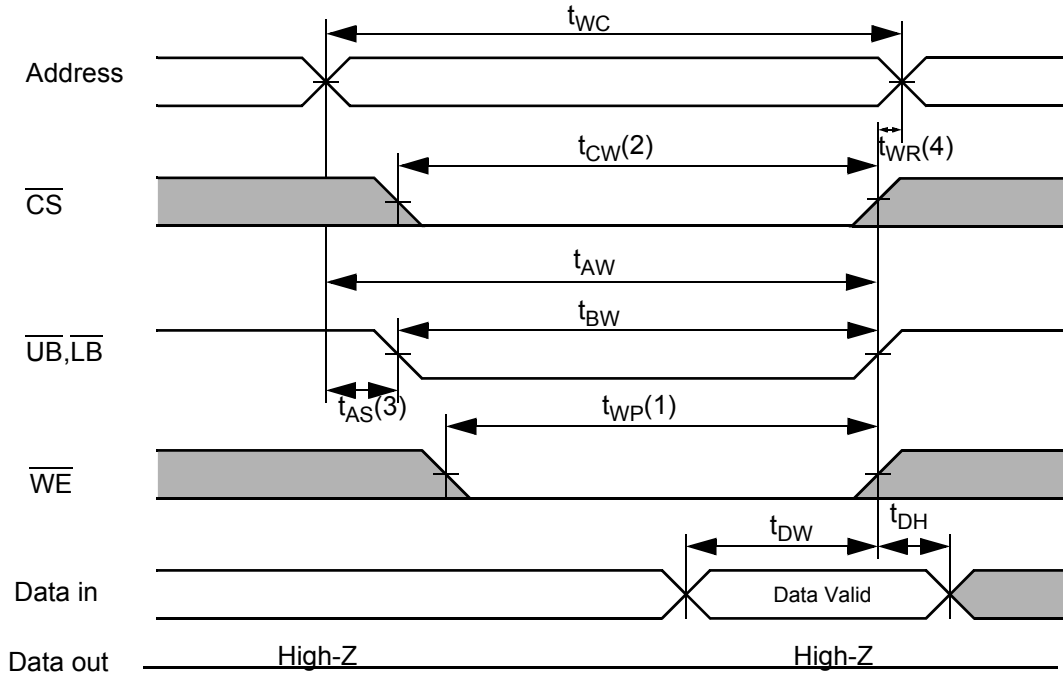 tWC
Address
tCW(2)
tWR(4)
CS
tAW
tBW
UB,LB
tAS(3)
tWP(1)
WE
tDW
tDH
Data in
Data Valid
Data out
High-Z
High-Z